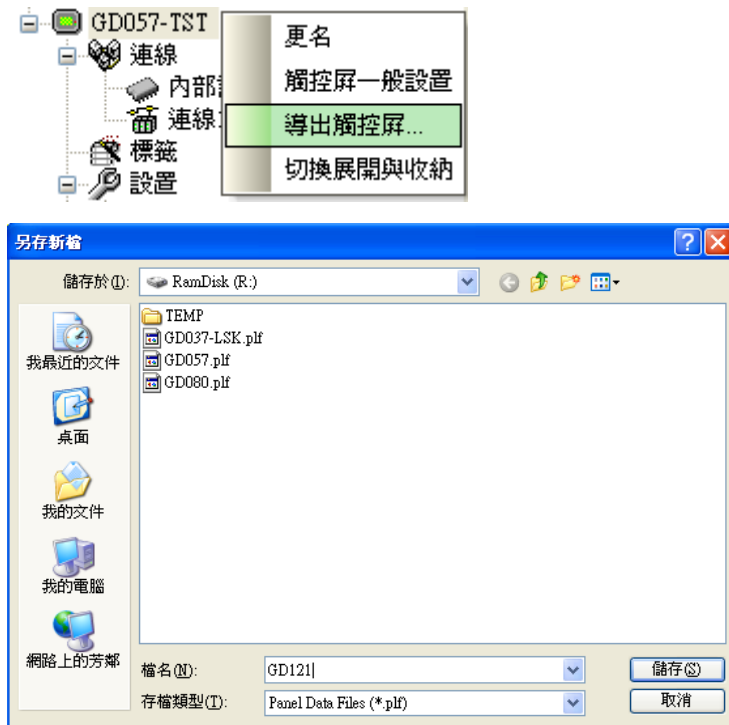 GD057-TST
連線
內部
連線
標籤
設置
更名
觸控屏一般設置
導出觸控屏...
切換展開與收納
另存新檔
儲存於(I):
RamDisk (R:)
我最近的文件
桌面
我的文件
我的電腦
網路上的芳鄰
TEMP
GD037-LSK.plf
GD057.plf
GD080.plf
檔名(N):
GD121
儲存(S)
存檔類型(T):
Panel Data Files (*.plf)
取消